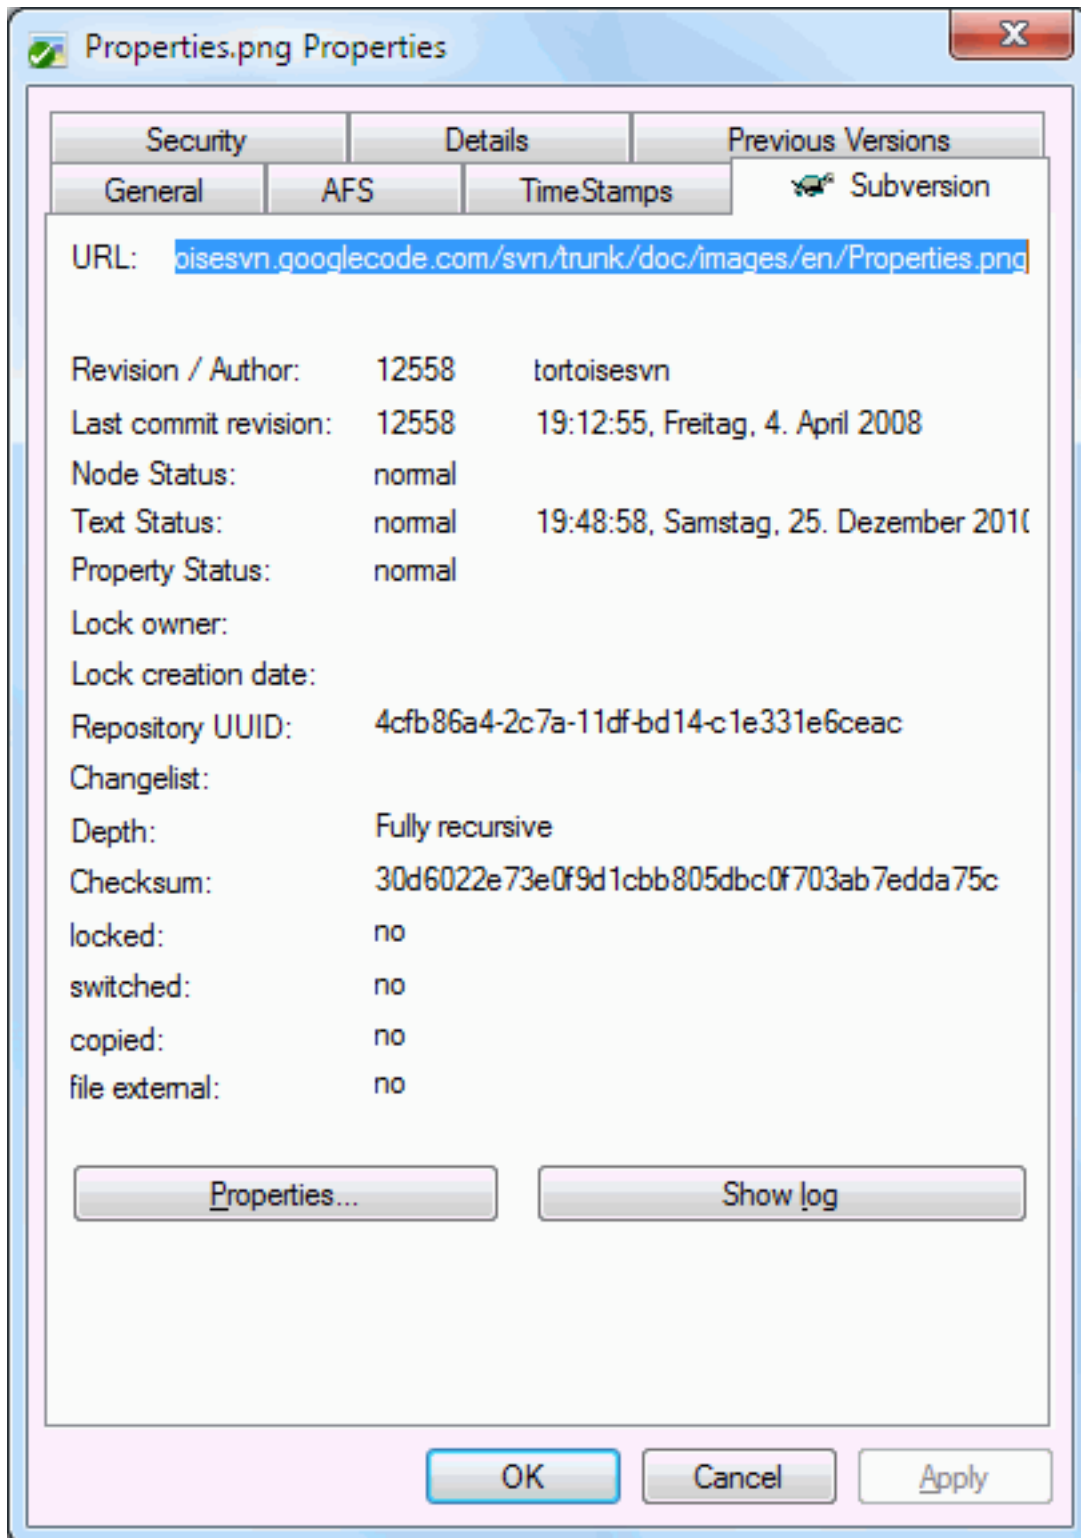 Properties.png Properties
Security Details Previous Versions
General AFS TimeStamps Subversion
URL: oisesvn.googlecode.com/svn/trunk/doc/images/en/Properties.png
Revision / Author: 12558 tortoisesvn
Last commit revision: 12558 19:12:55, Freitag, 4. April 2008
Node Status: normal
Text Status: normal 19:48:58, Samstag, 25. Dezember 2010
Property Status: normal
Lock owner:
Lock creation date:
Repository UUID: 4cfb86a4-2c7a-11df-bd14-c1e331e6ceac
Changelist:
Depth: Fully recursive
Checksum: 30d6022e73e0f9d1cbb805dbc0f703ab7edda75c
locked: no
switched: no
copied: no
file external: no
Properties... Show log
OK Cancel Apply